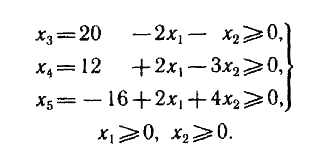 x₃=20 −2x₁− x₂⩾0,
x₄=12 +2x₁−3x₂⩾0,
x₅=−16+2x₁+4x₂⩾0,
x₁⩾0, x₂⩾0.